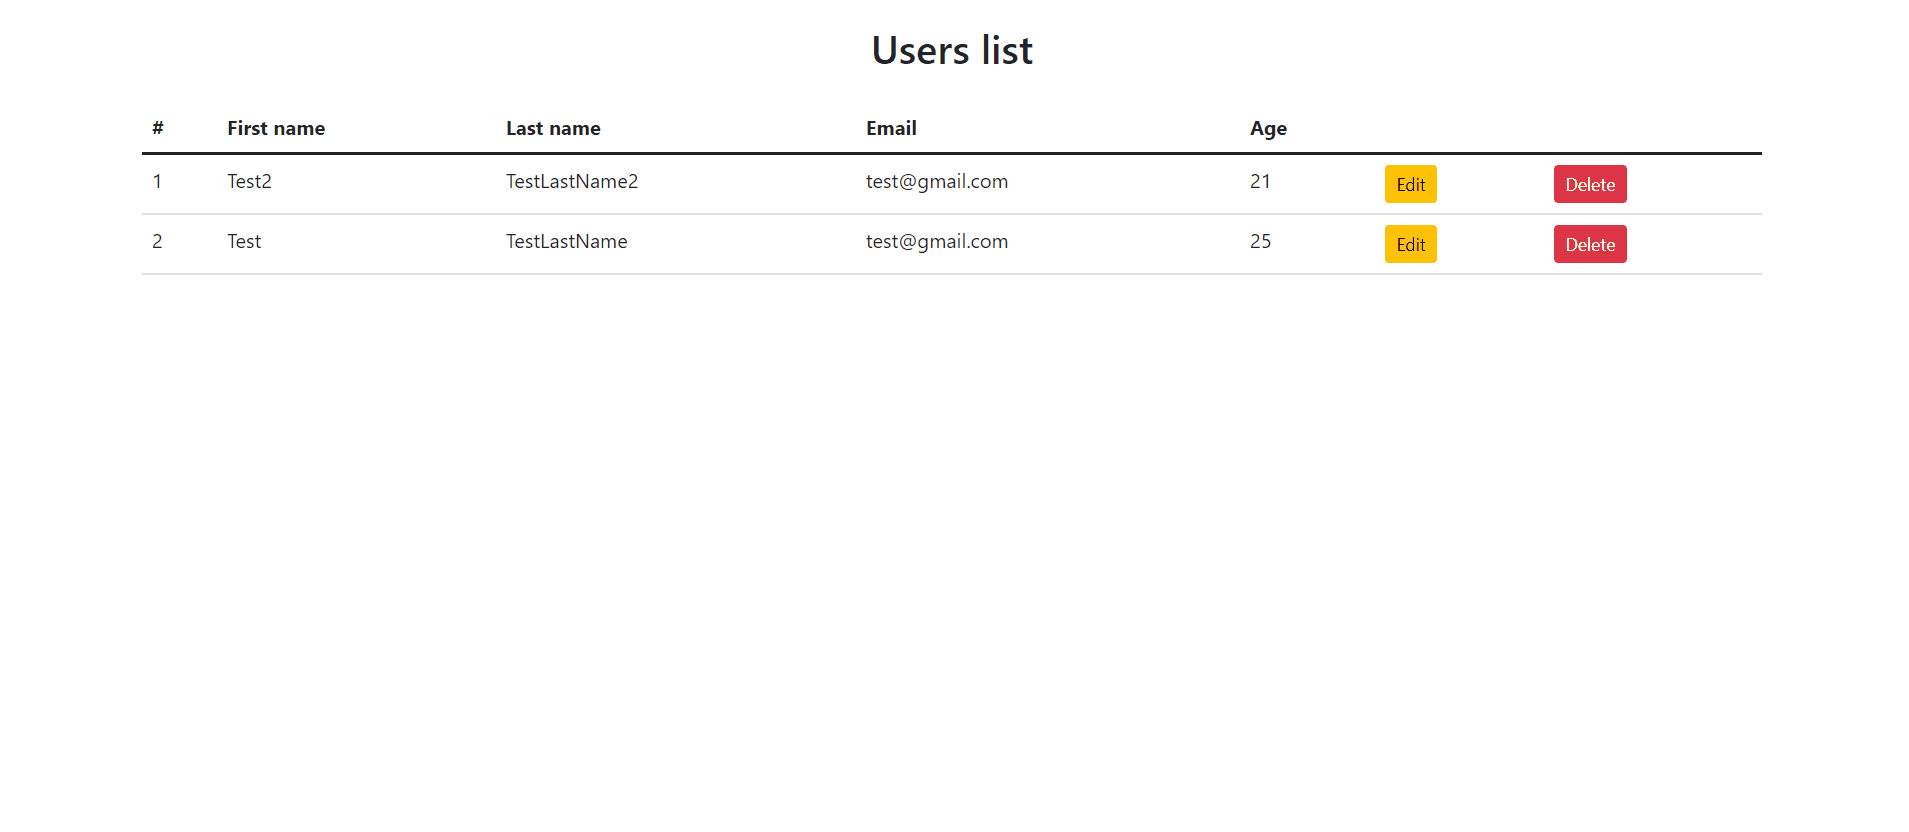 Users list
# First name Last name Email Age
1 Test2 TestLastName2 test@gmail.com 21 Edit Delete
2 Test TestLastName test@gmail.com 25 Edit Delete